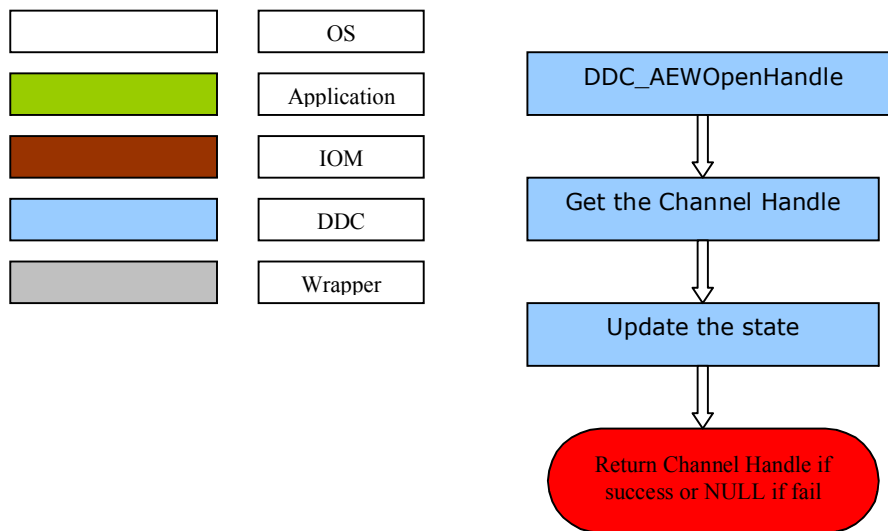 OS
Application
IOM
DDC
Wrapper
DDC_AEWOpenHandle
Get the Channel Handle
Update the state
Return Channel Handle if
success or NULL if fail